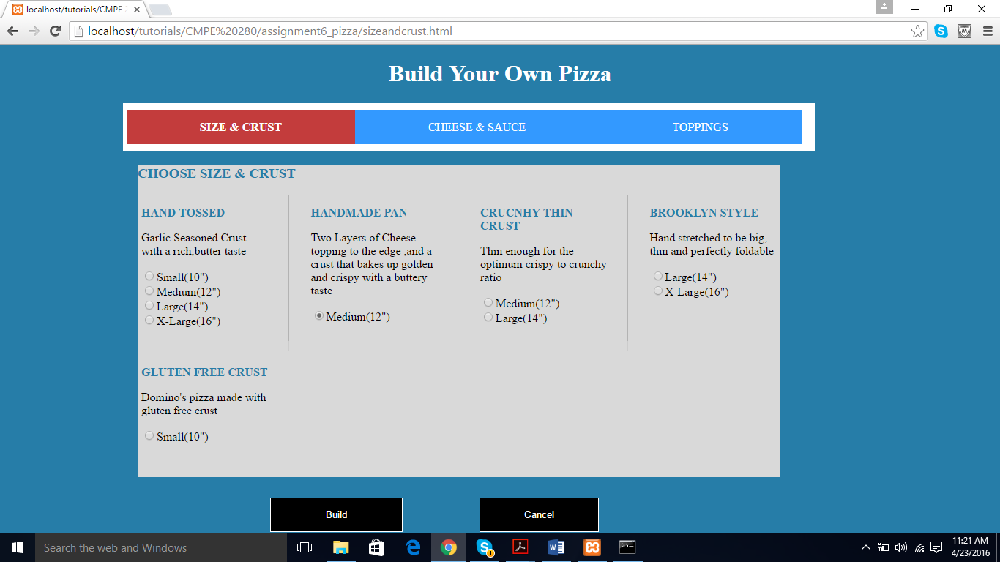 localhost/tutorials/CMPE 2
localhost/tutorials/CMPE%20280/assignment6_pizza/sizeandcrust.html
Build Your Own Pizza
SIZE & CRUST
CHEESE & SAUCE
TOPPINGS
CHOOSE SIZE & CRUST
HAND TOSSED
Garlic Seasoned Crust
with a rich,butter taste
Small(10")
Medium(12")
Large(14")
X-Large(16")
HANDMADE PAN
Two Layers of Cheese
topping to the edge ,and a
crust that bakes up golden
and crispy with a buttery
taste
Medium(12")
CRUCNHY THIN
CRUST
Thin enough for the
optimum crispy to crunchy
ratio
Medium(12")
Large(14")
BROOKLYN STYLE
Hand stretched to be big,
thin and perfectly foldable
Large(14")
X-Large(16")
GLUTEN FREE CRUST
Domino's pizza made with
gluten free crust
Small(10")
Build
Cancel
Search the web and Windows
1
11:21 AM
4/23/2016